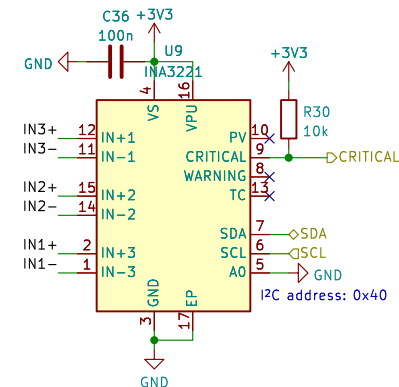 C36 +3V3
100n
GND
U9
INA3221
+3V3
R30
10k
4 16
VS VPU
IN3+ 12 IN+1
IN3- 11 IN-1
IN2+ 15 IN+2
IN2- 14 IN-2
IN1+ 2 IN+3
IN1- 1 IN-3
PV 10
CRITICAL 9 CRITICAL
WARNING 8
TC 13
SDA 7 SDA
SCL 6 SCL
A0 5 GND
I²C address: 0x40
GND EP
3 17
GND